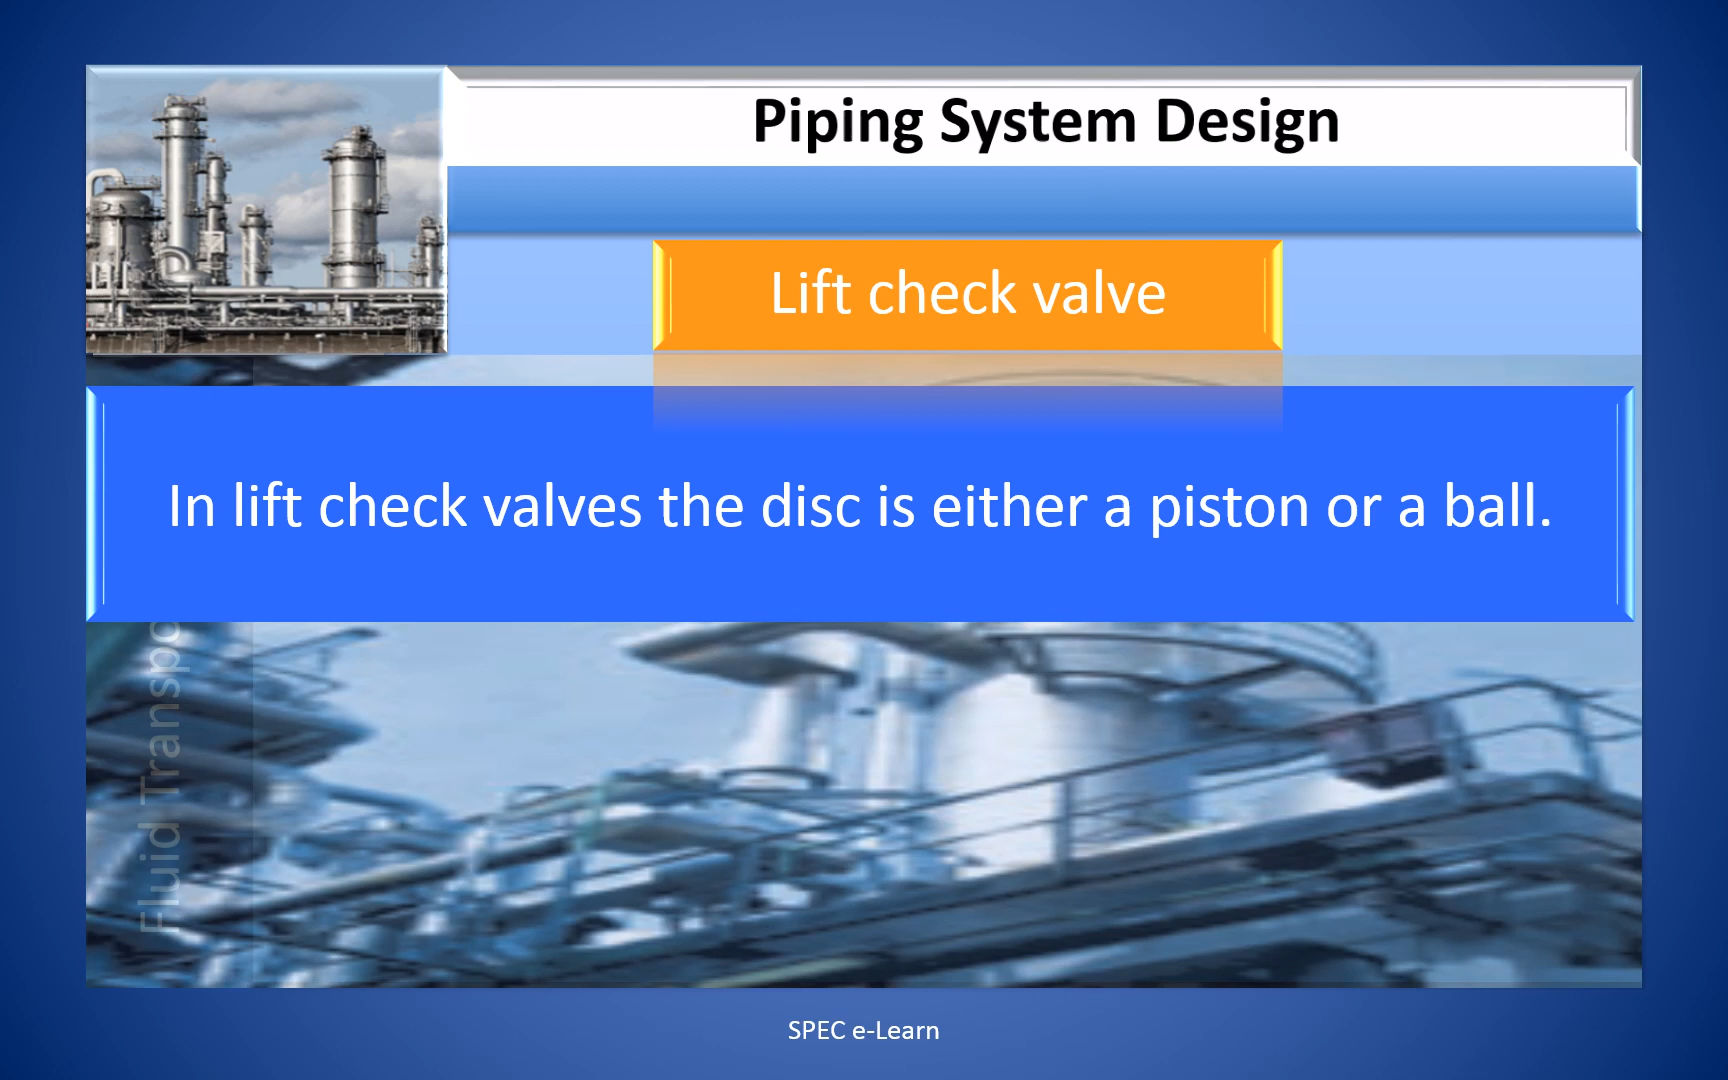 Piping System Design
Lift check valve
In lift check valves the disc is either a piston or a ball.
Fluid
SPEC e-Learn